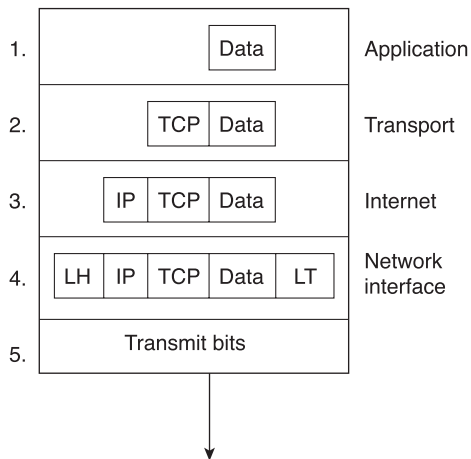 1. Data Application
2. TCP Data Transport
3. IP TCP Data Internet
4. LH IP TCP Data LT Network
interface
5. Transmit bits